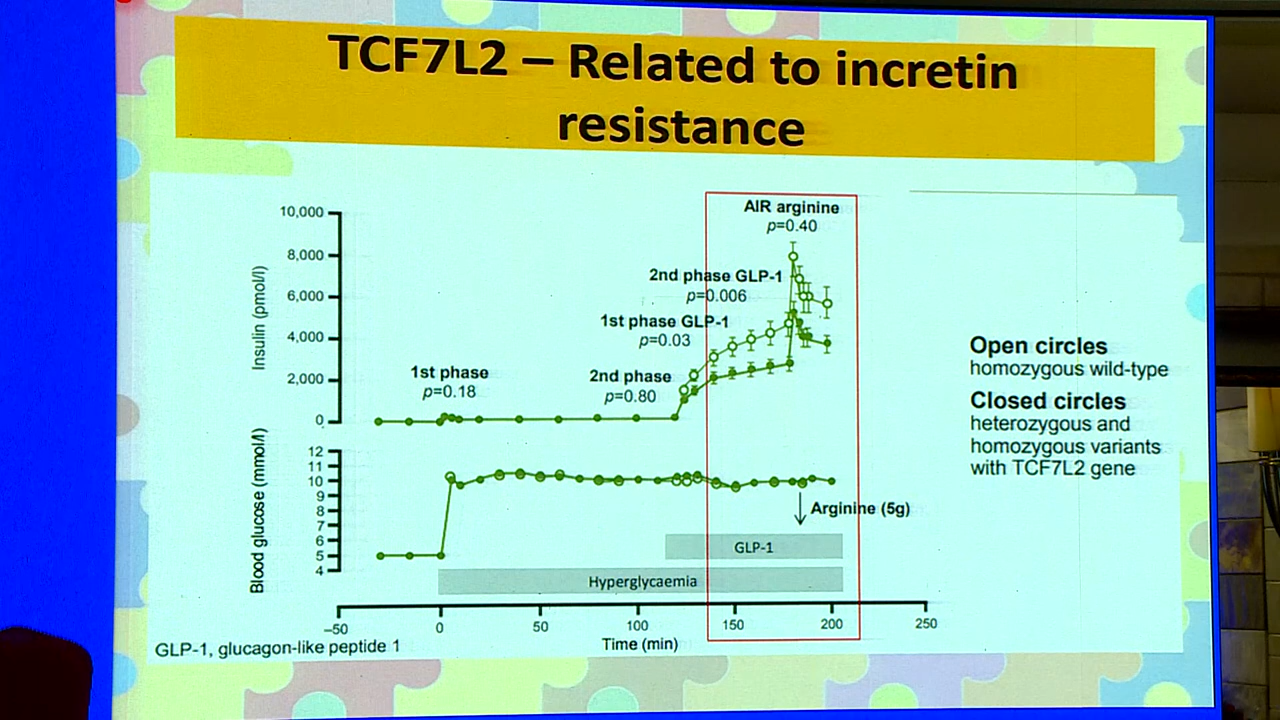 TCF7L2 – Related to incretin
resistance
AIR arginine
p=0.40
10,000
8,000
6,000
4,000
2,000
0
Insulin (pmol/l)
2nd phase GLP-1
p=0.006
1st phase GLP-1
p=0.03
1st phase
p=0.18
2nd phase
p=0.80
Open circles
homozygous wild-type
Closed circles
heterozygous and
homozygous variants
with TCF7L2 gene
12
11
10
9
8
7
6
5
4
Blood glucose (mmol/l)
Arginine (5g)
GLP-1
Hyperglycaemia
–50
0
50
100
150
200
250
Time (min)
GLP-1, glucagon-like peptide 1